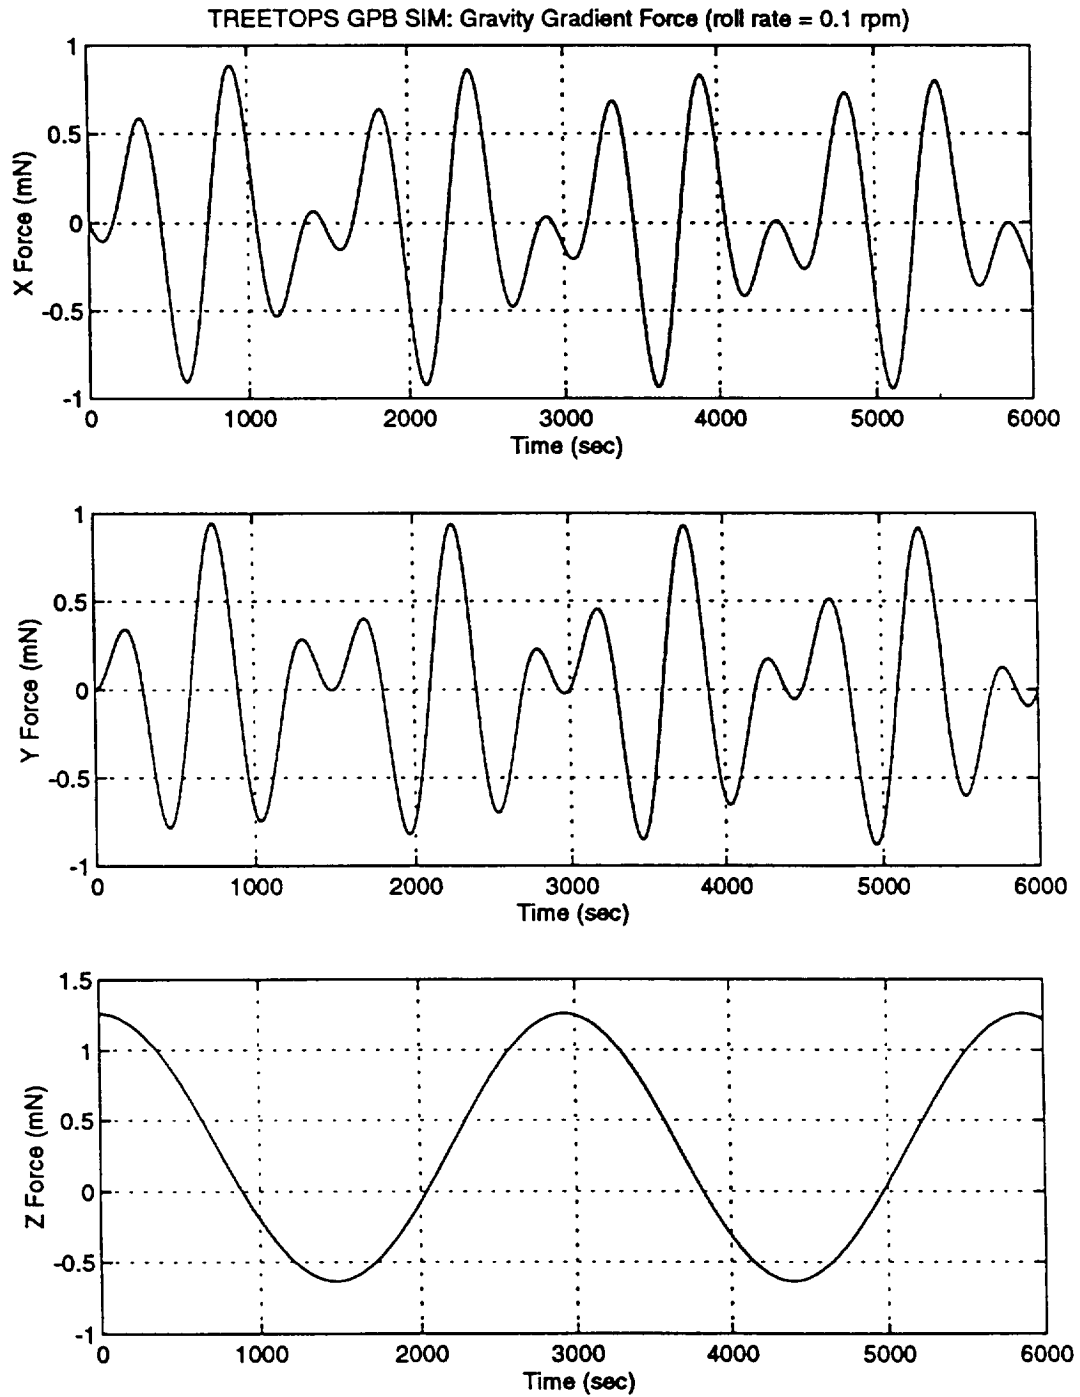 TREETOPS GPB SIM: Gravity Gradient Force (roll rate = 0.1 rpm)
1
0.5
0
-0.5
-1
X Force (mN)
0 1000 2000 3000 4000 5000 6000
Time (sec)
1
0.5
0
-0.5
-1
Y Force (mN)
0 1000 2000 3000 4000 5000 6000
Time (sec)
1.5
1
0.5
0
-0.5
-1
Z Force (mN)
0 1000 2000 3000 4000 5000 6000
Time (sec)